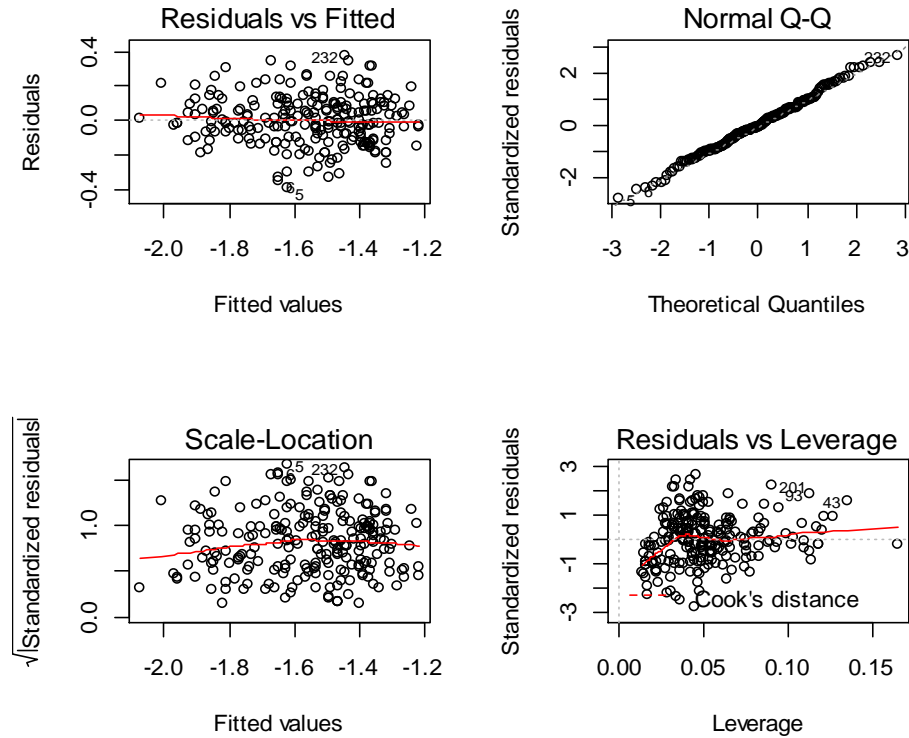 Residuals vs Fitted
Residuals
0.4
0.0
-0.4
232
6
5
-2.0 -1.8 -1.6 -1.4 -1.2
Fitted values
Normal Q-Q
Standardized residuals
2
0
-2
232
5
6
-3 -2 -1 0 1 2 3
Theoretical Quantiles
Scale-Location
√|Standardized residuals|
1.0
0.0
5
232
-2.0 -1.8 -1.6 -1.4 -1.2
Fitted values
Residuals vs Leverage
Standardized residuals
3
1
-1
-3
201
93
43
Cook's distance
0.00 0.05 0.10 0.15
Leverage